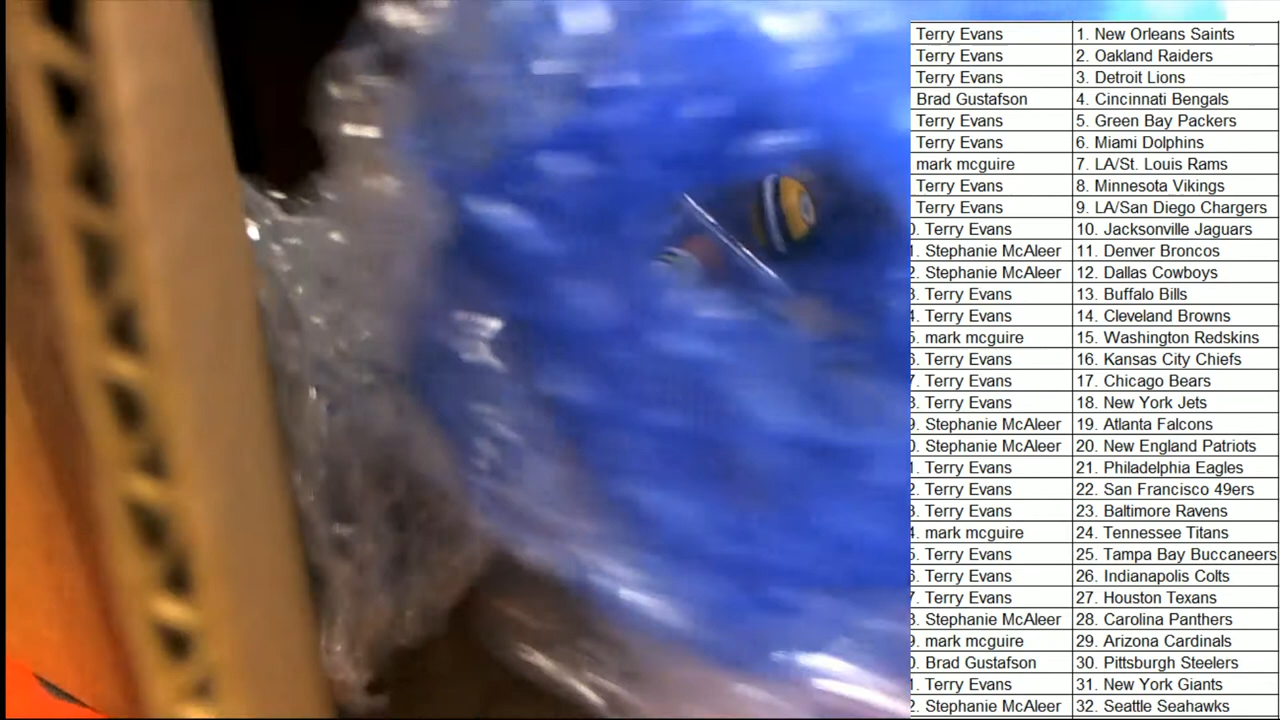 Terry Evans 1. New Orleans Saints
Terry Evans 2. Oakland Raiders
Terry Evans 3. Detroit Lions
Brad Gustafson 4. Cincinnati Bengals
Terry Evans 5. Green Bay Packers
Terry Evans 6. Miami Dolphins
mark mcguire 7. LA/St. Louis Rams
Terry Evans 8. Minnesota Vikings
Terry Evans 9. LA/San Diego Chargers
0. Terry Evans 10. Jacksonville Jaguars
1. Stephanie McAleer 11. Denver Broncos
2. Stephanie McAleer 12. Dallas Cowboys
3. Terry Evans 13. Buffalo Bills
4. Terry Evans 14. Cleveland Browns
5. mark mcguire 15. Washington Redskins
6. Terry Evans 16. Kansas City Chiefs
7. Terry Evans 17. Chicago Bears
8. Terry Evans 18. New York Jets
9. Stephanie McAleer 19. Atlanta Falcons
0. Stephanie McAleer 20. New England Patriots
1. Terry Evans 21. Philadelphia Eagles
2. Terry Evans 22. San Francisco 49ers
3. Terry Evans 23. Baltimore Ravens
4. mark mcguire 24. Tennessee Titans
5. Terry Evans 25. Tampa Bay Buccaneers
6. Terry Evans 26. Indianapolis Colts
7. Terry Evans 27. Houston Texans
8. Stephanie McAleer 28. Carolina Panthers
9. mark mcguire 29. Arizona Cardinals
0. Brad Gustafson 30. Pittsburgh Steelers
1. Terry Evans 31. New York Giants
2. Stephanie McAleer 32. Seattle Seahawks